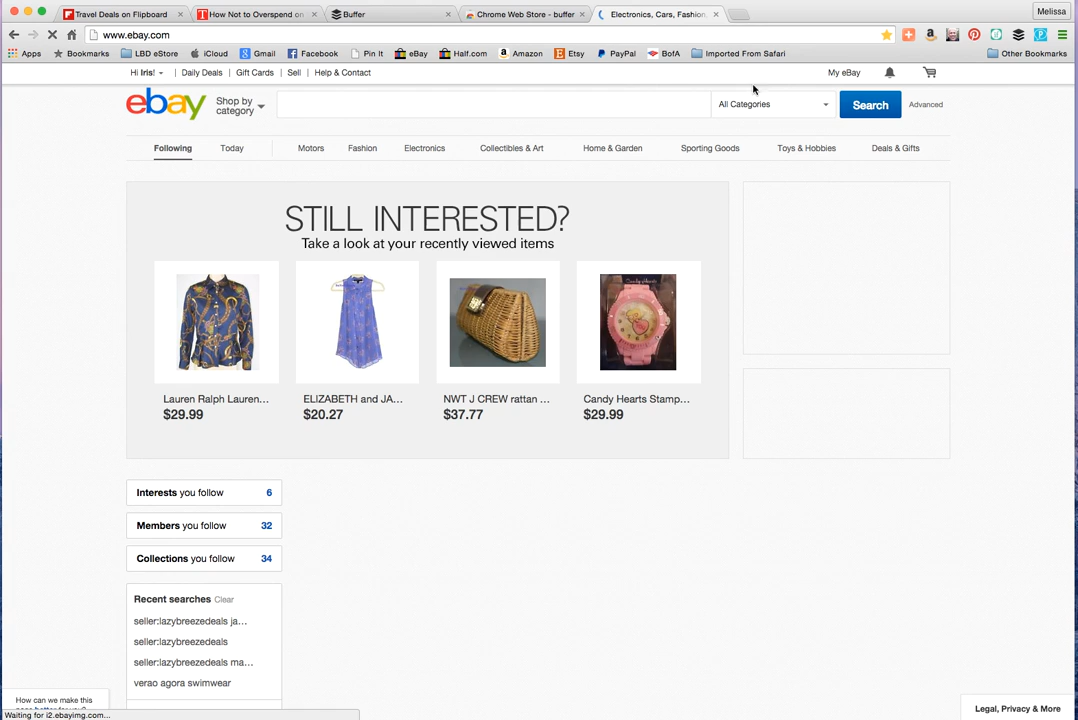 Travel Deals on Flipboard
How Not to Overspend on
Buffer
Chrome Web Store - buffer
Electronics, Cars, Fashion,
Melissa
www.ebay.com
Apps
Bookmarks
LBD eStore
iCloud
Gmail
Facebook
Pin It
eBay
Half.com
Amazon
Etsy
PayPal
BofA
Imported From Safari
Other Bookmarks
Hi Iris!
Daily Deals
Gift Cards
Sell
Help & Contact
My eBay
ebay
Shop by
category
All Categories
Search
Advanced
Following
Today
Motors
Fashion
Electronics
Collectibles & Art
Home & Garden
Sporting Goods
Toys & Hobbies
Deals & Gifts
STILL INTERESTED?
Take a look at your recently viewed items
Lauren Ralph Lauren...
ELIZABETH and JA...
NWT J CREW rattan ...
Candy Hearts Stamp...
$29.99
$20.27
$37.77
$29.99
Interests you follow 6
Members you follow 32
Collections you follow 34
Recent searches Clear
seller:lazybreezedeals ja...
seller:lazybreezedeals
seller:lazybreezedeals ma...
verao agora swimwear
How can we make this
Legal, Privacy & More
Waiting for i2.ebayimg.com...